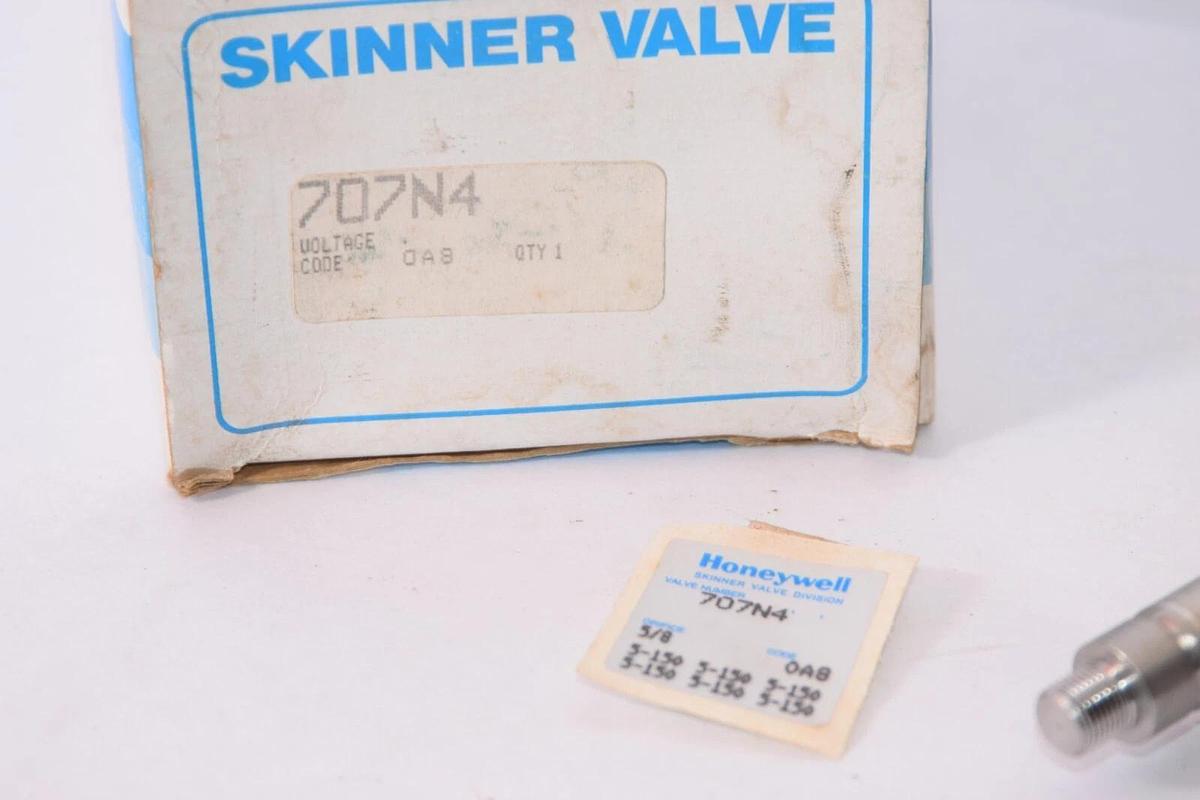 SKINNER VALVE
707N4
VOLTAGE
CODE 0A8 QTY 1
Honeywell
SKINNER VALVE DIVISION
VALVE NUMBER
707N4
ORIFICE
5/8
CODE
0A8
5-150 5-150 5-150
5-150 5-150 5-150